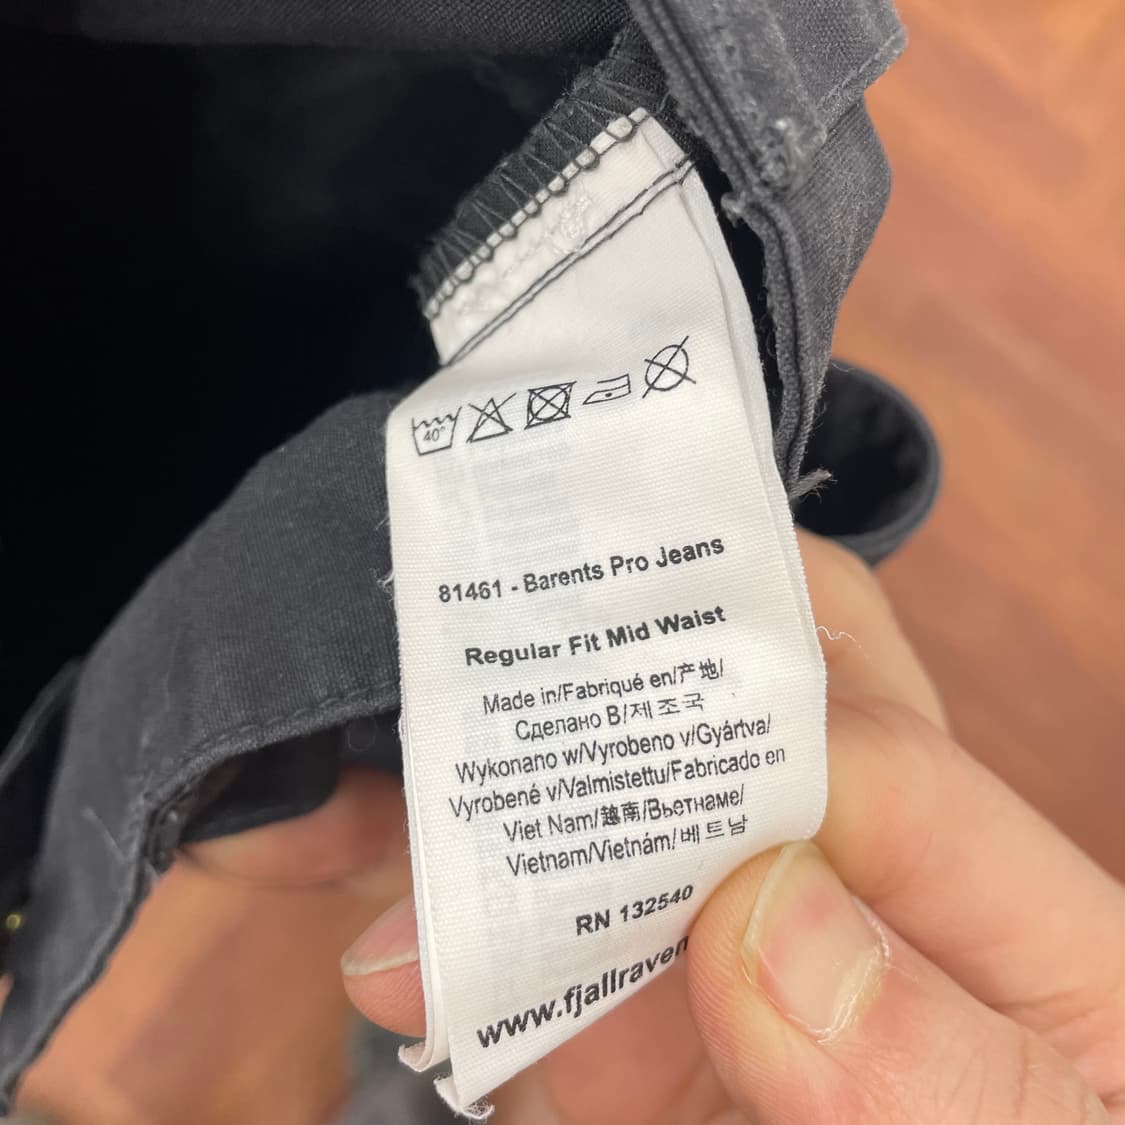 40°
81461 - Barents Pro Jeans
Regular Fit Mid Waist
Made in/Fabriqué en/产地/
Сделано В/제조국
Wykonano w/Vyrobeno v/Gyártva/
Vyrobené v/Valmistettu/Fabricado en
Viet Nam/越南/Вьетнаме/
Vietnam/Vietnám/베트남
RN 132540
www.fjallraven